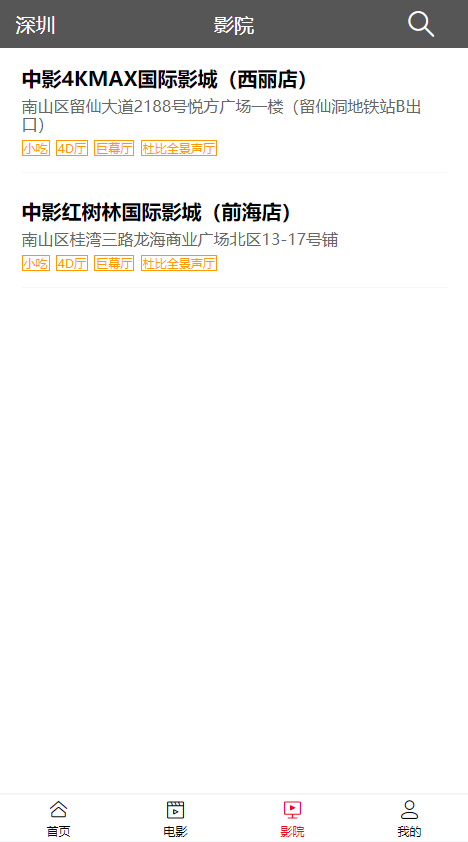 深圳 影院
中影4KMAX国际影城（西丽店）
南山区留仙大道2188号悦方广场一楼（留仙洞地铁站B出
口）
小吃 4D厅 巨幕厅 杜比全景声厅
中影红树林国际影城（前海店）
南山区桂湾三路龙海商业广场北区13-17号铺
小吃 4D厅 巨幕厅 杜比全景声厅
首页 电影 影院 我的